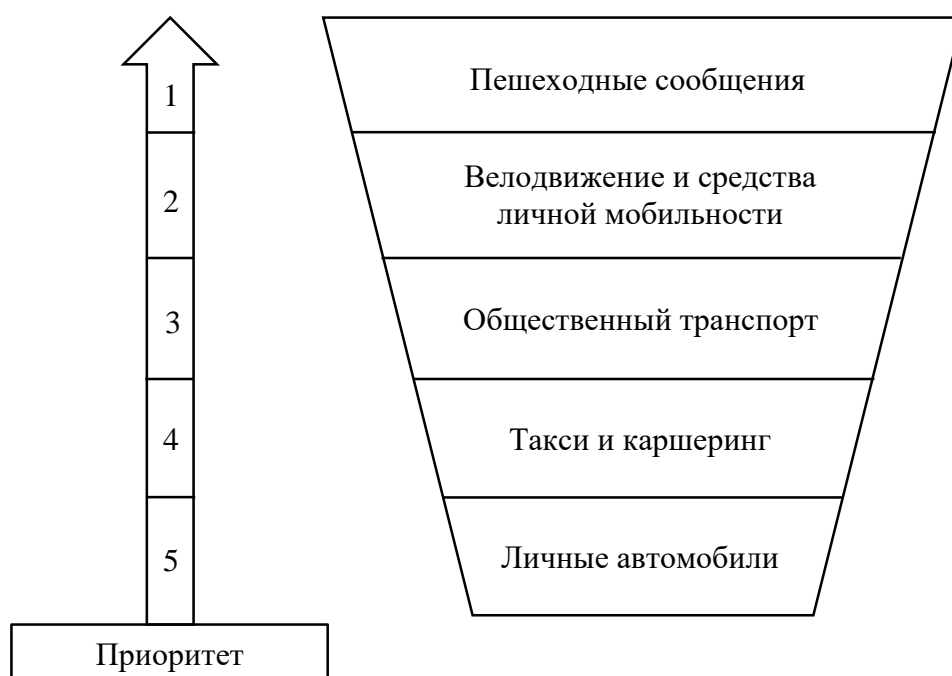 1
Пешеходные сообщения
2
Велодвижение и средства
личной мобильности
3
Общественный транспорт
4
Такси и каршеринг
5
Личные автомобили
Приоритет